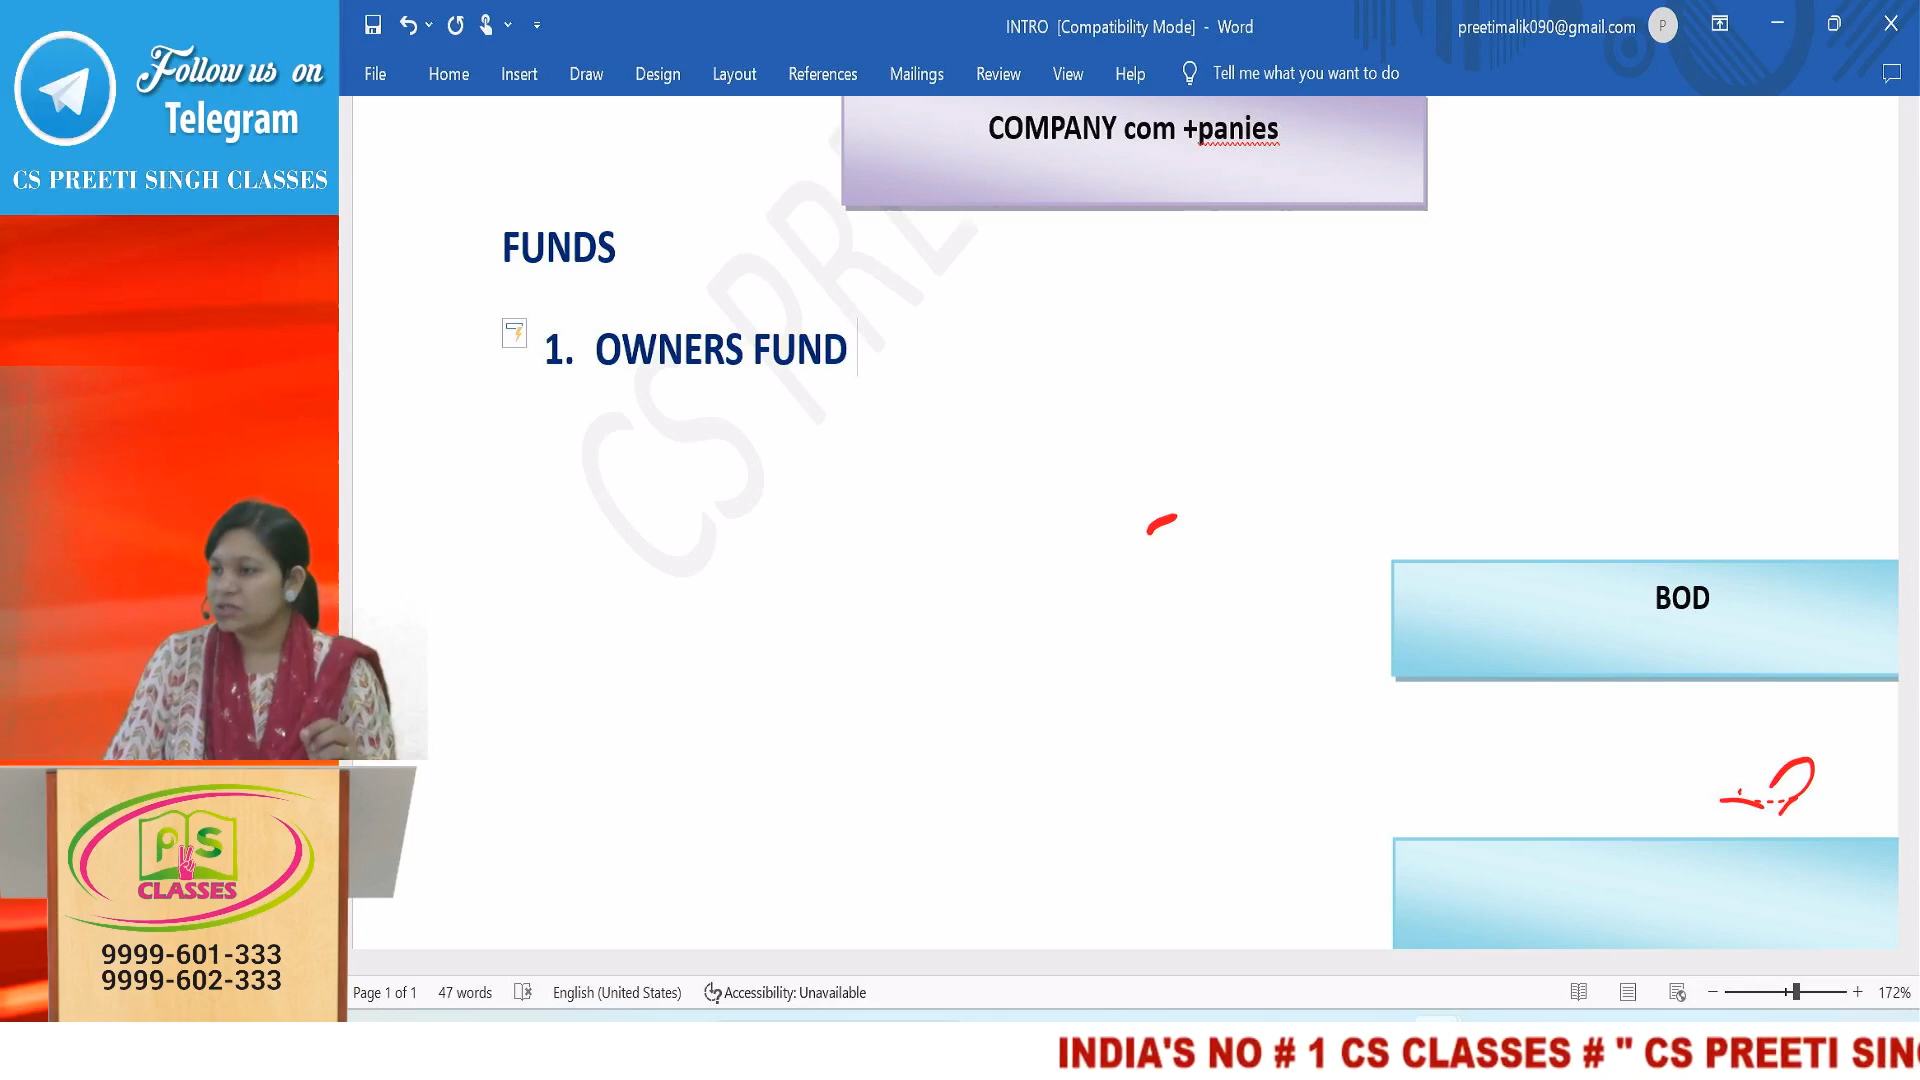 Follow us on
Telegram
CS PREETI SINGH CLASSES
INTRO [Compatibility Mode] - Word
preetimalik090@gmail.com
P
File Home Insert Draw Design Layout References Mailings Review View Help Tell me what you want to do
COMPANY com +panies
FUNDS
1. OWNERS FUND
CS PRE
BOD
PS
CLASSES
9999-601-333
9999-602-333
Page 1 of 1 47 words English (United States) Accessibility: Unavailable 172%
INDIA'S NO # 1 CS CLASSES # " CS PREETI SIN